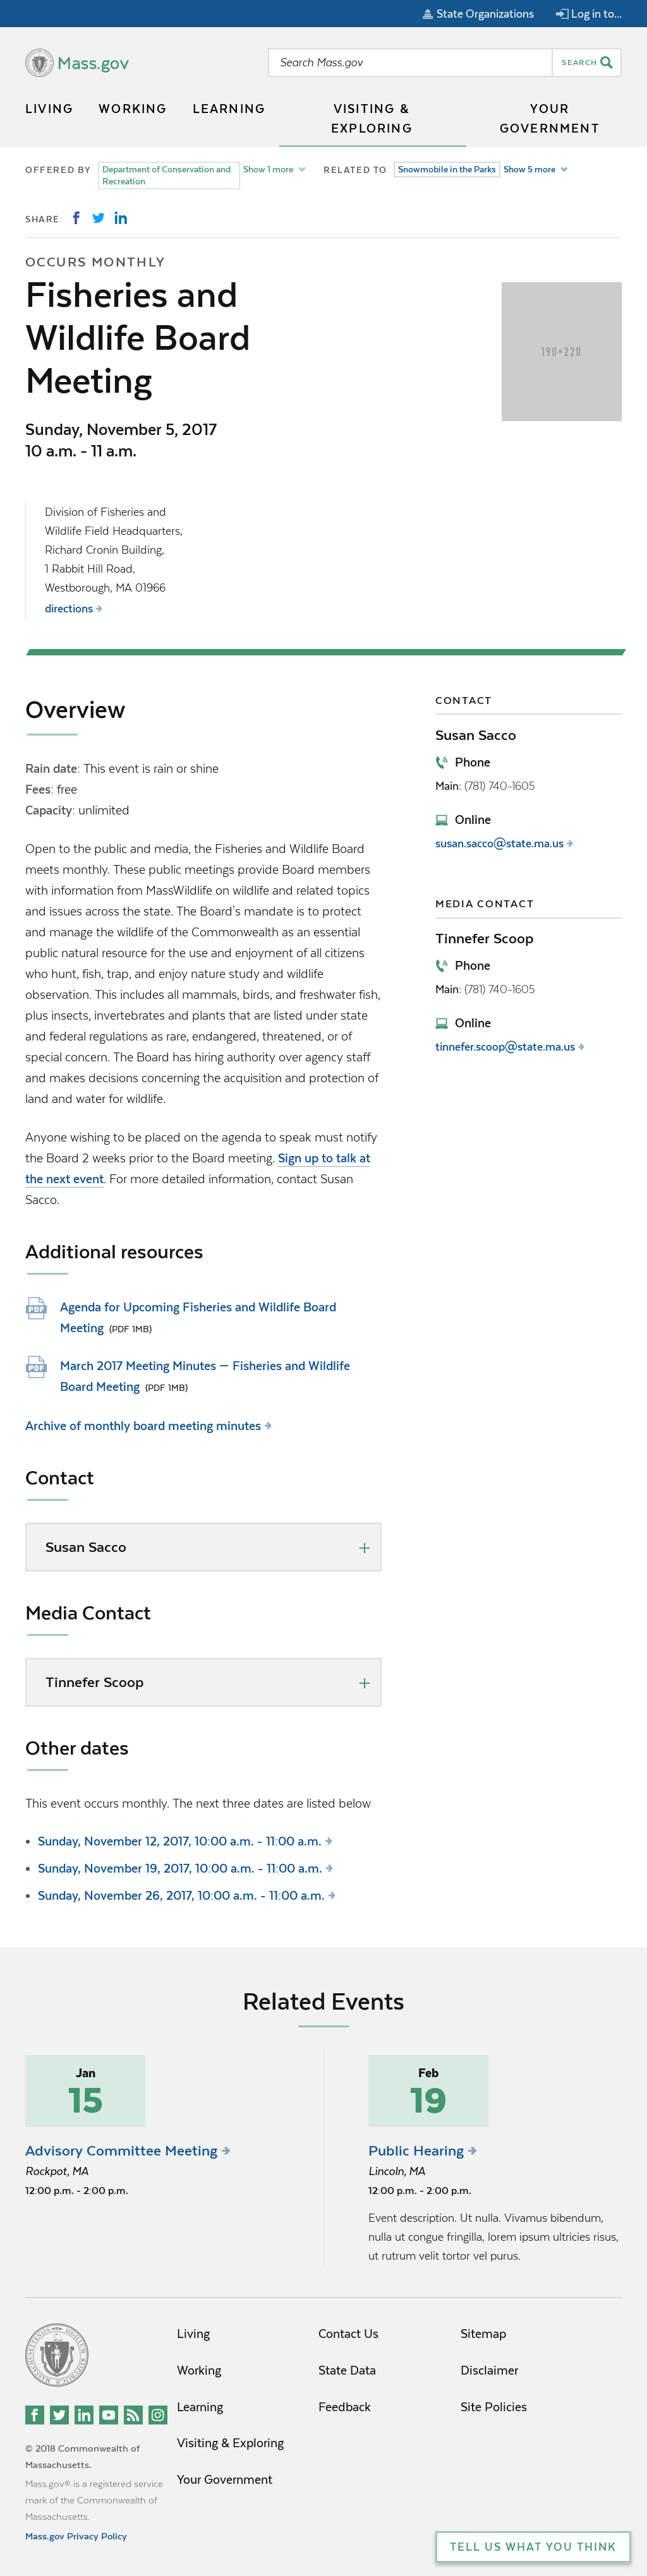 State Organizations Log in to...
Mass.gov
Search Mass.gov SEARCH
LIVING WORKING LEARNING VISITING & EXPLORING YOUR GOVERNMENT
OFFERED BY Department of Conservation and Recreation Show 1 more RELATED TO Snowmobile in the Parks Show 5 more
SHARE:
OCCURS MONTHLY
Fisheries and
Wildlife Board
Meeting
190×220
Sunday, November 5, 2017
10 a.m. - 11 a.m.
Division of Fisheries and
Wildlife Field Headquarters,
Richard Cronin Building,
1 Rabbit Hill Road,
Westborough, MA 01966
directions
Overview
Rain date: This event is rain or shine
Fees: free
Capacity: unlimited
Open to the public and media, the Fisheries and Wildlife Board
meets monthly. These public meetings provide Board members
with information from MassWildlife on wildlife and related topics
and issues across the state. The Board's mandate is to protect
and manage the wildlife of the Commonwealth as an essential
public natural resource for the use and enjoyment of all citizens
who hunt, fish, trap, and enjoy nature study and wildlife
observation. This includes all mammals, birds, and freshwater fish,
plus insects, invertebrates and plants that are listed under state
and federal regulations as rare, endangered, threatened, or of
special concern. The Board has hiring authority over agency staff
and makes decisions concerning the acquisition and protection of
land and water for wildlife.
Anyone wishing to be placed on the agenda to speak must notify
the Board 2 weeks prior to the Board meeting. Sign up to talk at
the next event. For more detailed information, contact Susan
Sacco.
Additional resources
PDF
Agenda for Upcoming Fisheries and Wildlife Board
Meeting (PDF 1MB)
PDF
March 2017 Meeting Minutes — Fisheries and Wildlife
Board Meeting (PDF 1MB)
Archive of monthly board meeting minutes
Contact
Susan Sacco
Media Contact
Tinnefer Scoop
Other dates
This event occurs monthly. The next three dates are listed below
Sunday, November 12, 2017, 10:00 a.m. - 11:00 a.m.
Sunday, November 19, 2017, 10:00 a.m. - 11:00 a.m.
Sunday, November 26, 2017, 10:00 a.m. - 11:00 a.m.
CONTACT
Susan Sacco
Phone
Main: (781) 740-1605
Online
susan.sacco@state.ma.us
MEDIA CONTACT
Tinnefer Scoop
Phone
Main: (781) 740-1605
Online
tinnefer.scoop@state.ma.us
Related Events
Jan
15
Advisory Committee Meeting
Rockpot, MA
12:00 p.m. - 2:00 p.m.
Feb
19
Public Hearing
Lincoln, MA
12:00 p.m. - 2:00 p.m.
Event description. Ut nulla. Vivamus bibendum,
nulla ut congue fringilla, lorem ipsum ultricies risus,
ut rutrum velit tortor vel purus.
Living
Working
Learning
Visiting & Exploring
Your Government
Contact Us
State Data
Feedback
Sitemap
Disclaimer
Site Policies
© 2018 Commonwealth of
Massachusetts.
Mass.gov® is a registered service
mark of the Commonwealth of
Massachusetts.
Mass.gov Privacy Policy
TELL US WHAT YOU THINK